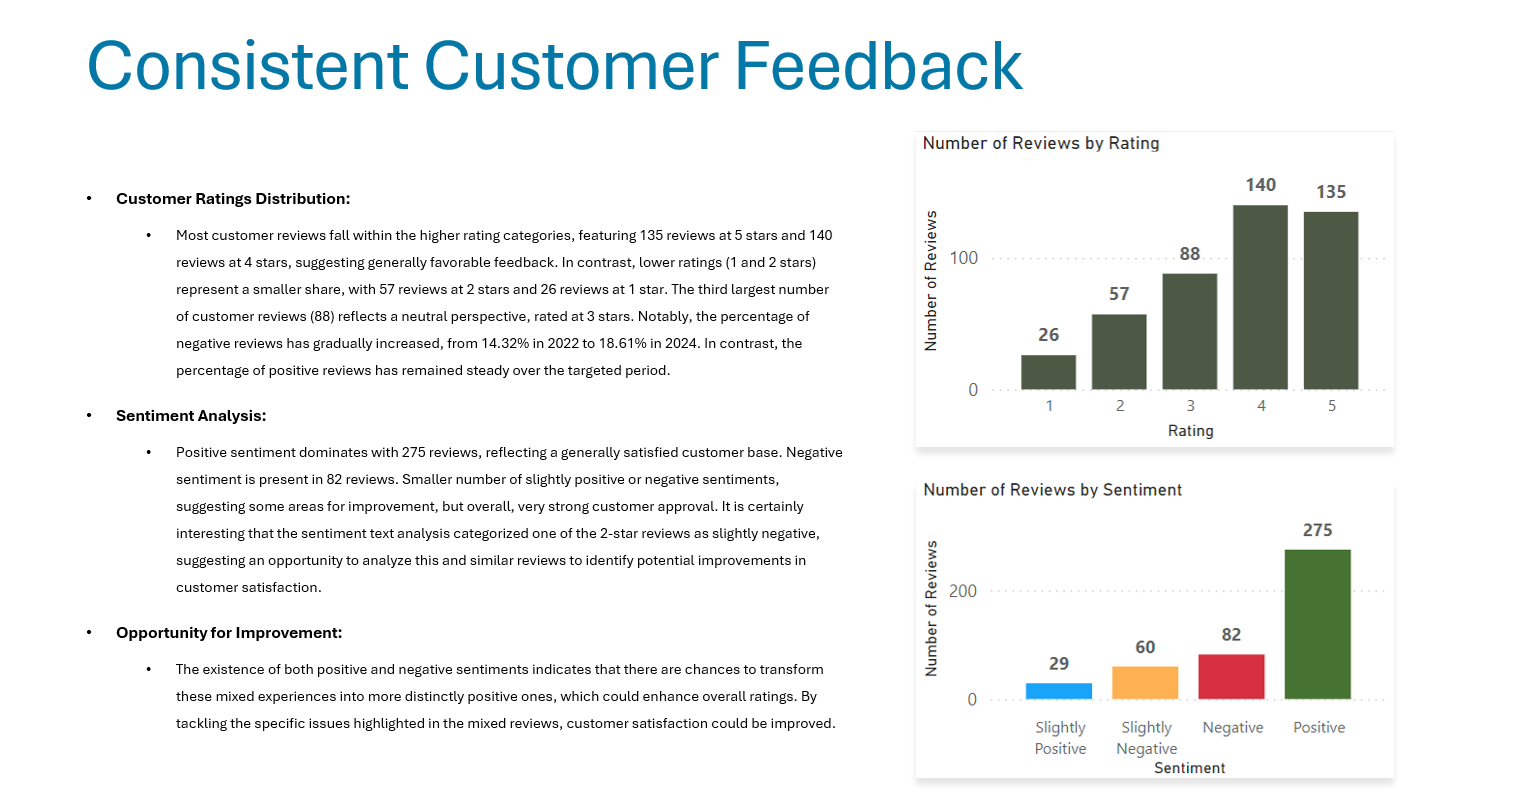 Consistent Customer Feedback
• Customer Ratings Distribution:
• Most customer reviews fall within the higher rating categories, featuring 135 reviews at 5 stars and 140
reviews at 4 stars, suggesting generally favorable feedback. In contrast, lower ratings (1 and 2 stars)
represent a smaller share, with 57 reviews at 2 stars and 26 reviews at 1 star. The third largest number
of customer reviews (88) reflects a neutral perspective, rated at 3 stars. Notably, the percentage of
negative reviews has gradually increased, from 14.32% in 2022 to 18.61% in 2024. In contrast, the
percentage of positive reviews has remained steady over the targeted period.
• Sentiment Analysis:
• Positive sentiment dominates with 275 reviews, reflecting a generally satisfied customer base. Negative
sentiment is present in 82 reviews. Smaller number of slightly positive or negative sentiments,
suggesting some areas for improvement, but overall, very strong customer approval. It is certainly
interesting that the sentiment text analysis categorized one of the 2-star reviews as slightly negative,
suggesting an opportunity to analyze this and similar reviews to identify potential improvements in
customer satisfaction.
• Opportunity for Improvement:
• The existence of both positive and negative sentiments indicates that there are chances to transform
these mixed experiences into more distinctly positive ones, which could enhance overall ratings. By
tackling the specific issues highlighted in the mixed reviews, customer satisfaction could be improved.
Number of Reviews by Rating
Number of Reviews
100
0
26
57
88
140
135
1
2
3
4
5
Rating
Number of Reviews by Sentiment
Number of Reviews
200
0
29
60
82
275
Slightly
Positive
Slightly
Negative
Negative
Positive
Sentiment